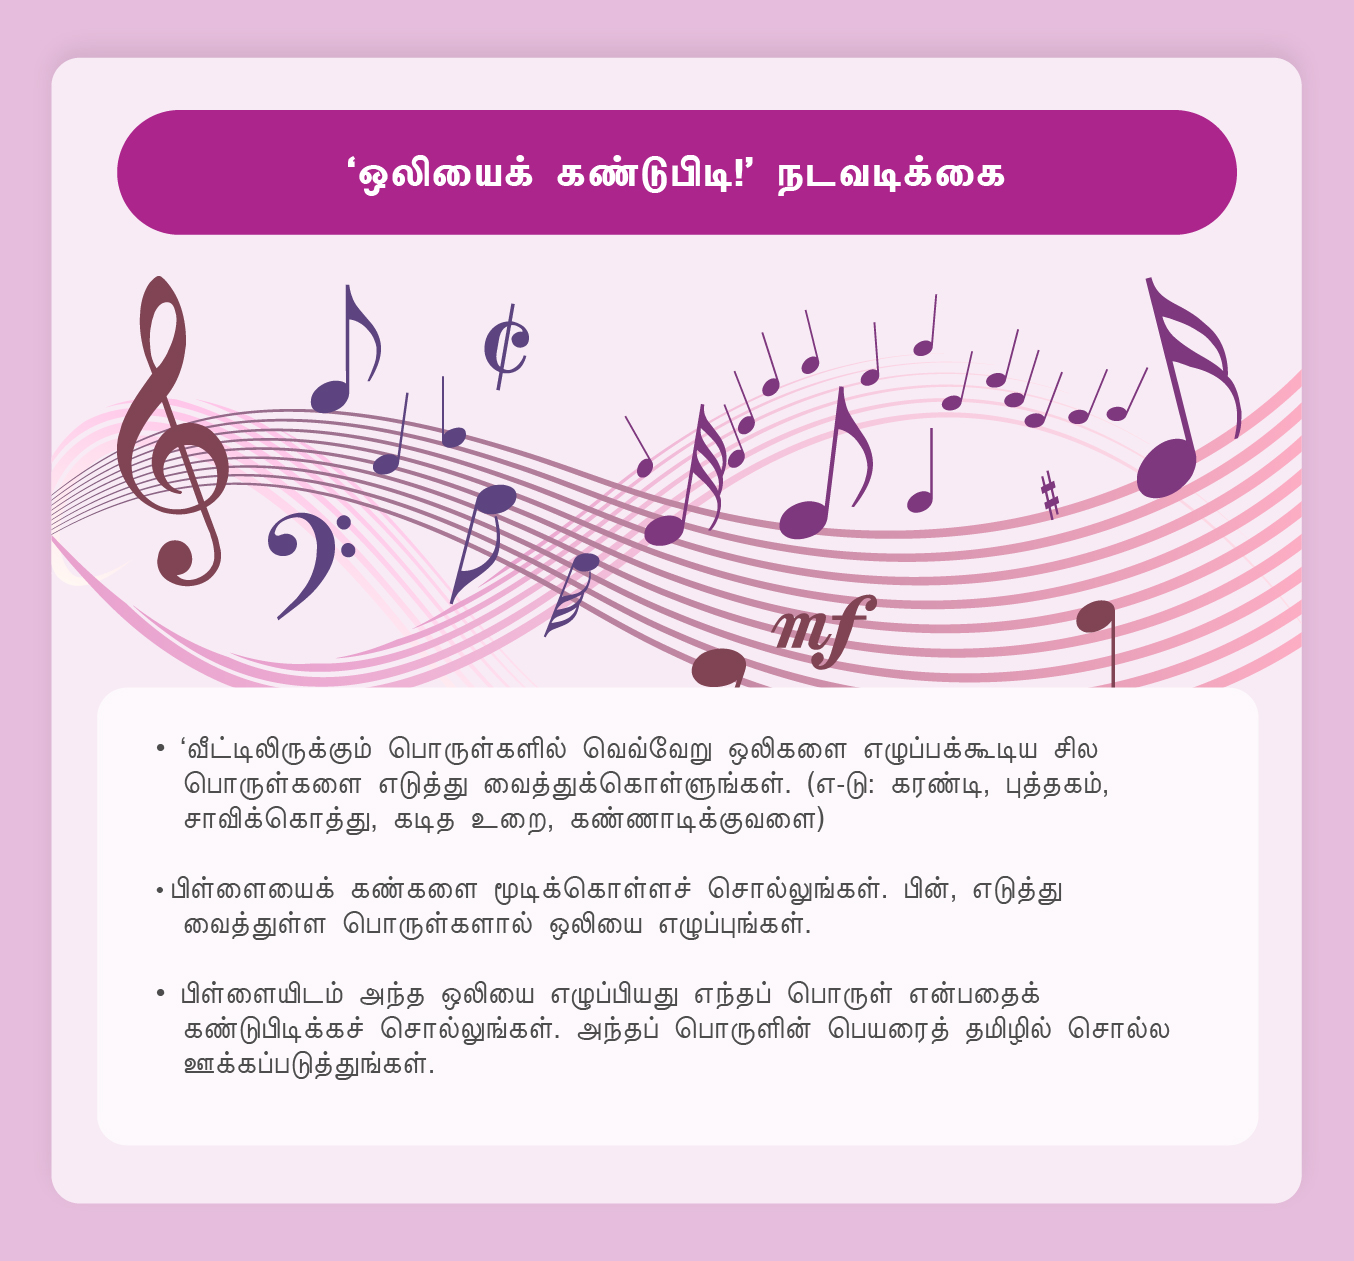 ‘ஒலியைக் கண்டுபிடி!’ நடவடிக்கை
mf
• ‘வீட்டிலிருக்கும் பொருள்களில் வெவ்வேறு ஒலிகளை எழுப்பக்கூடிய சில
பொருள்களை எடுத்து வைத்துக்கொள்ளுங்கள். (எ-டு: கரண்டி, புத்தகம்,
சாவிக்கொத்து, கடித உறை, கண்ணாடிக்குவளை)
• பிள்ளையைக் கண்களை மூடிக்கொள்ளச் சொல்லுங்கள். பின், எடுத்து
வைத்துள்ள பொருள்களால் ஒலியை எழுப்புங்கள்.
• பிள்ளையிடம் அந்த ஒலியை எழுப்பியது எந்தப் பொருள் என்பதைக்
கண்டுபிடிக்கச் சொல்லுங்கள். அந்தப் பொருளின் பெயரைத் தமிழில் சொல்ல
ஊக்கப்படுத்துங்கள்.